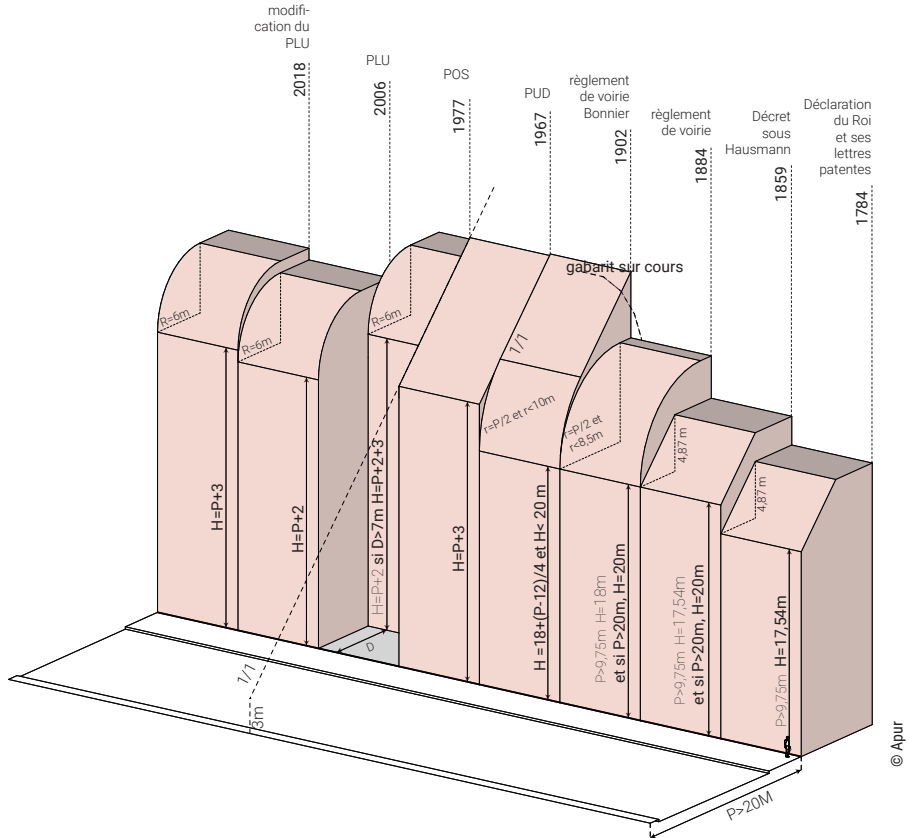 modifi-
cation du
PLU
2018
PLU
2006
POS
1977
PUD
1967
règlement
de voirie
Bonnier
1902
règlement
de voirie
1884
Décret
sous
Hausmann
1859
Déclaration
du Roi
et ses
lettres
patentes
1784
gabarit sur cours
R=6m
R=6m
R=6m
1/1
r=P/2 et r<10m
r=P/2 et
r<8,5m
4,87 m
4,87 m
H=P+3
H=P+2
H=P+2 si D>7m H=P+2+3
H=P+3
H =18+(P-12)/4 et H< 20 m
P>9,75m H=18m
et si P>20m, H=20m
P>9,75m H=17,54m
et si P>20m, H=20m
P>9,75m H=17,54m
D
1/1
3m
P>20M
© Apur